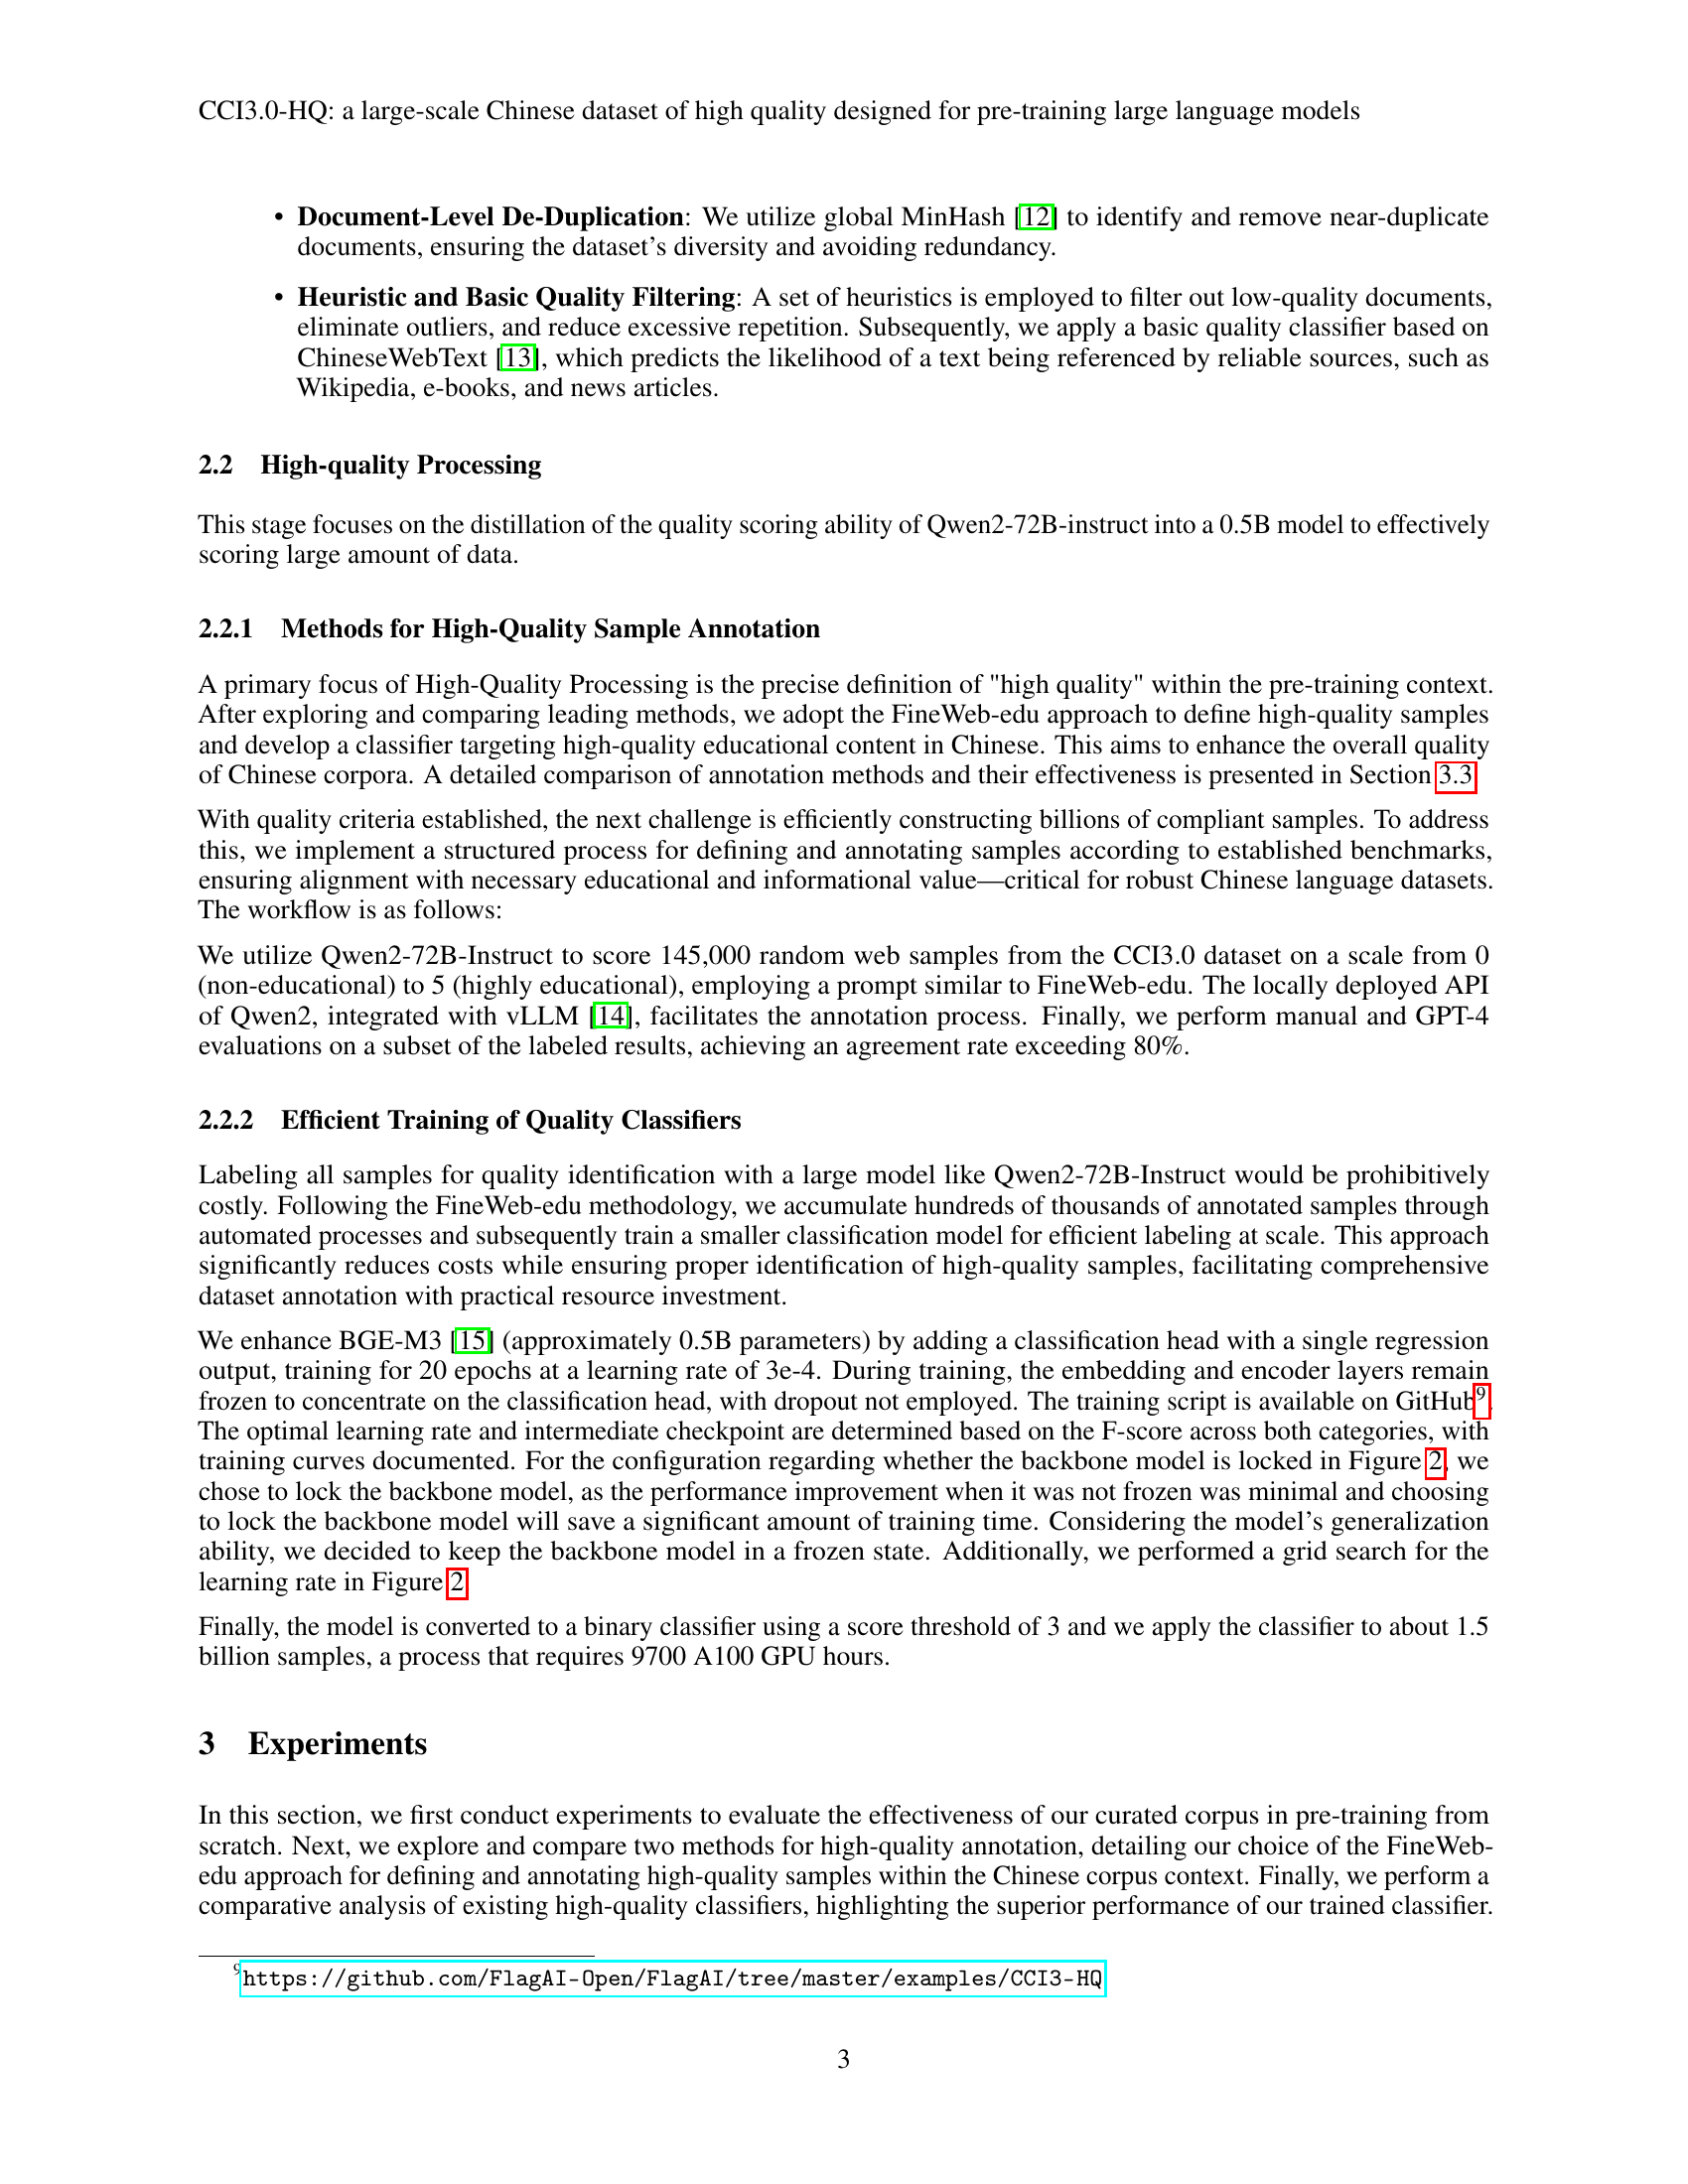 CCI3.0-HQ: a large-scale Chinese dataset of high quality designed for pre-training large language models
• Document-Level De-Duplication: We utilize global MinHash [12] to identify and remove near-duplicate
documents, ensuring the dataset's diversity and avoiding redundancy.
• Heuristic and Basic Quality Filtering: A set of heuristics is employed to filter out low-quality documents,
eliminate outliers, and reduce excessive repetition. Subsequently, we apply a basic quality classifier based on
ChineseWebText [13], which predicts the likelihood of a text being referenced by reliable sources, such as
Wikipedia, e-books, and news articles.
2.2 High-quality Processing
This stage focuses on the distillation of the quality scoring ability of Qwen2-72B-instruct into a 0.5B model to effectively
scoring large amount of data.
2.2.1 Methods for High-Quality Sample Annotation
A primary focus of High-Quality Processing is the precise definition of "high quality" within the pre-training context.
After exploring and comparing leading methods, we adopt the FineWeb-edu approach to define high-quality samples
and develop a classifier targeting high-quality educational content in Chinese. This aims to enhance the overall quality
of Chinese corpora. A detailed comparison of annotation methods and their effectiveness is presented in Section 3.3
With quality criteria established, the next challenge is efficiently constructing billions of compliant samples. To address
this, we implement a structured process for defining and annotating samples according to established benchmarks,
ensuring alignment with necessary educational and informational value—critical for robust Chinese language datasets.
The workflow is as follows:
We utilize Qwen2-72B-Instruct to score 145,000 random web samples from the CCI3.0 dataset on a scale from 0
(non-educational) to 5 (highly educational), employing a prompt similar to FineWeb-edu. The locally deployed API
of Qwen2, integrated with vLLM [14], facilitates the annotation process. Finally, we perform manual and GPT-4
evaluations on a subset of the labeled results, achieving an agreement rate exceeding 80%.
2.2.2 Efficient Training of Quality Classifiers
Labeling all samples for quality identification with a large model like Qwen2-72B-Instruct would be prohibitively
costly. Following the FineWeb-edu methodology, we accumulate hundreds of thousands of annotated samples through
automated processes and subsequently train a smaller classification model for efficient labeling at scale. This approach
significantly reduces costs while ensuring proper identification of high-quality samples, facilitating comprehensive
dataset annotation with practical resource investment.
We enhance BGE-M3 [15] (approximately 0.5B parameters) by adding a classification head with a single regression
output, training for 20 epochs at a learning rate of 3e-4. During training, the embedding and encoder layers remain
frozen to concentrate on the classification head, with dropout not employed. The training script is available on GitHub⁹.
The optimal learning rate and intermediate checkpoint are determined based on the F-score across both categories, with
training curves documented. For the configuration regarding whether the backbone model is locked in Figure 2, we
chose to lock the backbone model, as the performance improvement when it was not frozen was minimal and choosing
to lock the backbone model will save a significant amount of training time. Considering the model's generalization
ability, we decided to keep the backbone model in a frozen state. Additionally, we performed a grid search for the
learning rate in Figure 2
Finally, the model is converted to a binary classifier using a score threshold of 3 and we apply the classifier to about 1.5
billion samples, a process that requires 9700 A100 GPU hours.
3 Experiments
In this section, we first conduct experiments to evaluate the effectiveness of our curated corpus in pre-training from
scratch. Next, we explore and compare two methods for high-quality annotation, detailing our choice of the FineWeb-
edu approach for defining and annotating high-quality samples within the Chinese corpus context. Finally, we perform a
comparative analysis of existing high-quality classifiers, highlighting the superior performance of our trained classifier.
⁹https://github.com/FlagAI-Open/FlagAI/tree/master/examples/CCI3-HQ
3